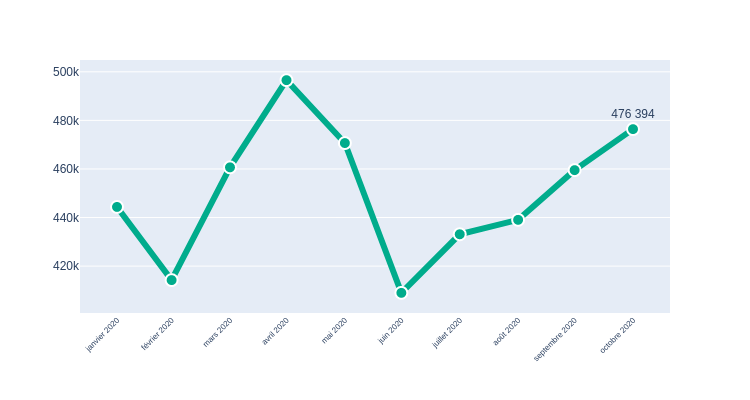 500k
480k
460k
440k
420k
476 394
janvier 2020
février 2020
mars 2020
avril 2020
mai 2020
juin 2020
juillet 2020
août 2020
septembre 2020
octobre 2020